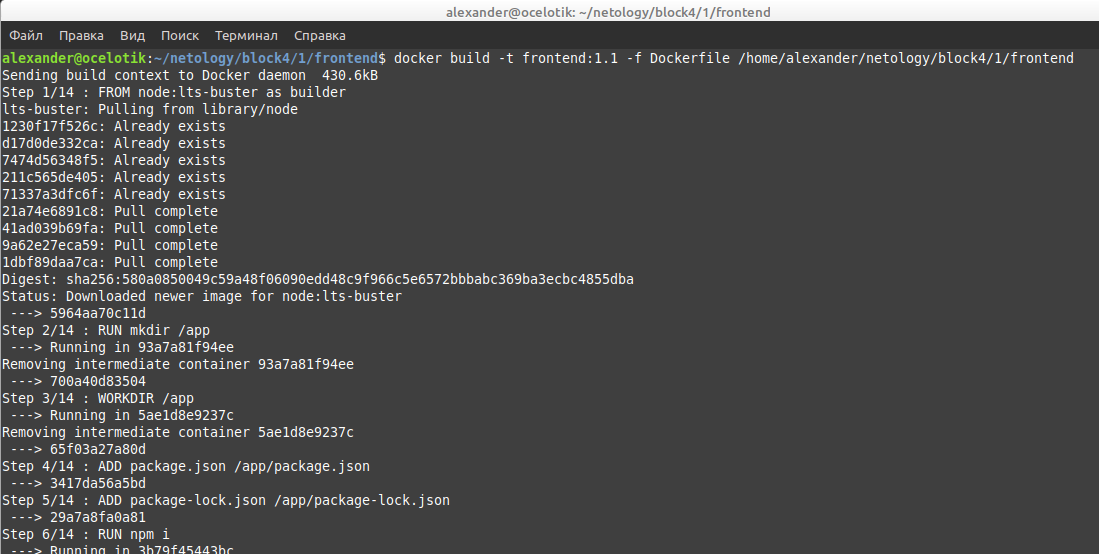 alexander@ocelotik: ~/netology/block4/1/frontend
Файл Правка Вид Поиск Терминал Справка
alexander@ocelotik:~/netology/block4/1/frontend$ docker build -t frontend:1.1 -f Dockerfile /home/alexander/netology/block4/1/frontend
Sending build context to Docker daemon  430.6kB
Step 1/14 : FROM node:lts-buster as builder
lts-buster: Pulling from library/node
1230f17f526c: Already exists
d17d0de332ca: Already exists
7474d56348f5: Already exists
211c565de405: Already exists
71337a3dfc6f: Already exists
21a74e6891c8: Pull complete
41ad039b69fa: Pull complete
9a62e27eca59: Pull complete
1dbf89daa7ca: Pull complete
Digest: sha256:580a0850049c59a48f06090edd48c9f966c5e6572bbbabc369ba3ecbc4855dba
Status: Downloaded newer image for node:lts-buster
 ---> 5964aa70c11d
Step 2/14 : RUN mkdir /app
 ---> Running in 93a7a81f94ee
Removing intermediate container 93a7a81f94ee
 ---> 700a40d83504
Step 3/14 : WORKDIR /app
 ---> Running in 5ae1d8e9237c
Removing intermediate container 5ae1d8e9237c
 ---> 65f03a27a80d
Step 4/14 : ADD package.json /app/package.json
 ---> 3417da56a5bd
Step 5/14 : ADD package-lock.json /app/package-lock.json
 ---> 29a7a8fa0a81
Step 6/14 : RUN npm i
 ---> Running in 3b79f45443bc